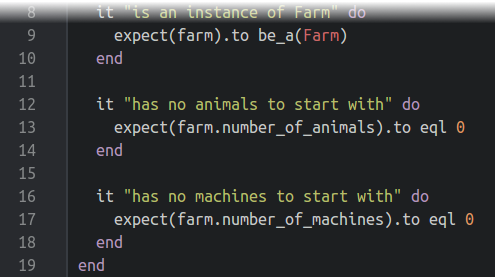 8 it "is an instance of Farm" do
9 expect(farm).to be_a(Farm)
10 end
11
12 it "has no animals to start with" do
13 expect(farm.number_of_animals).to eql 0
14 end
15
16 it "has no machines to start with" do
17 expect(farm.number_of_machines).to eql 0
18 end
19 end